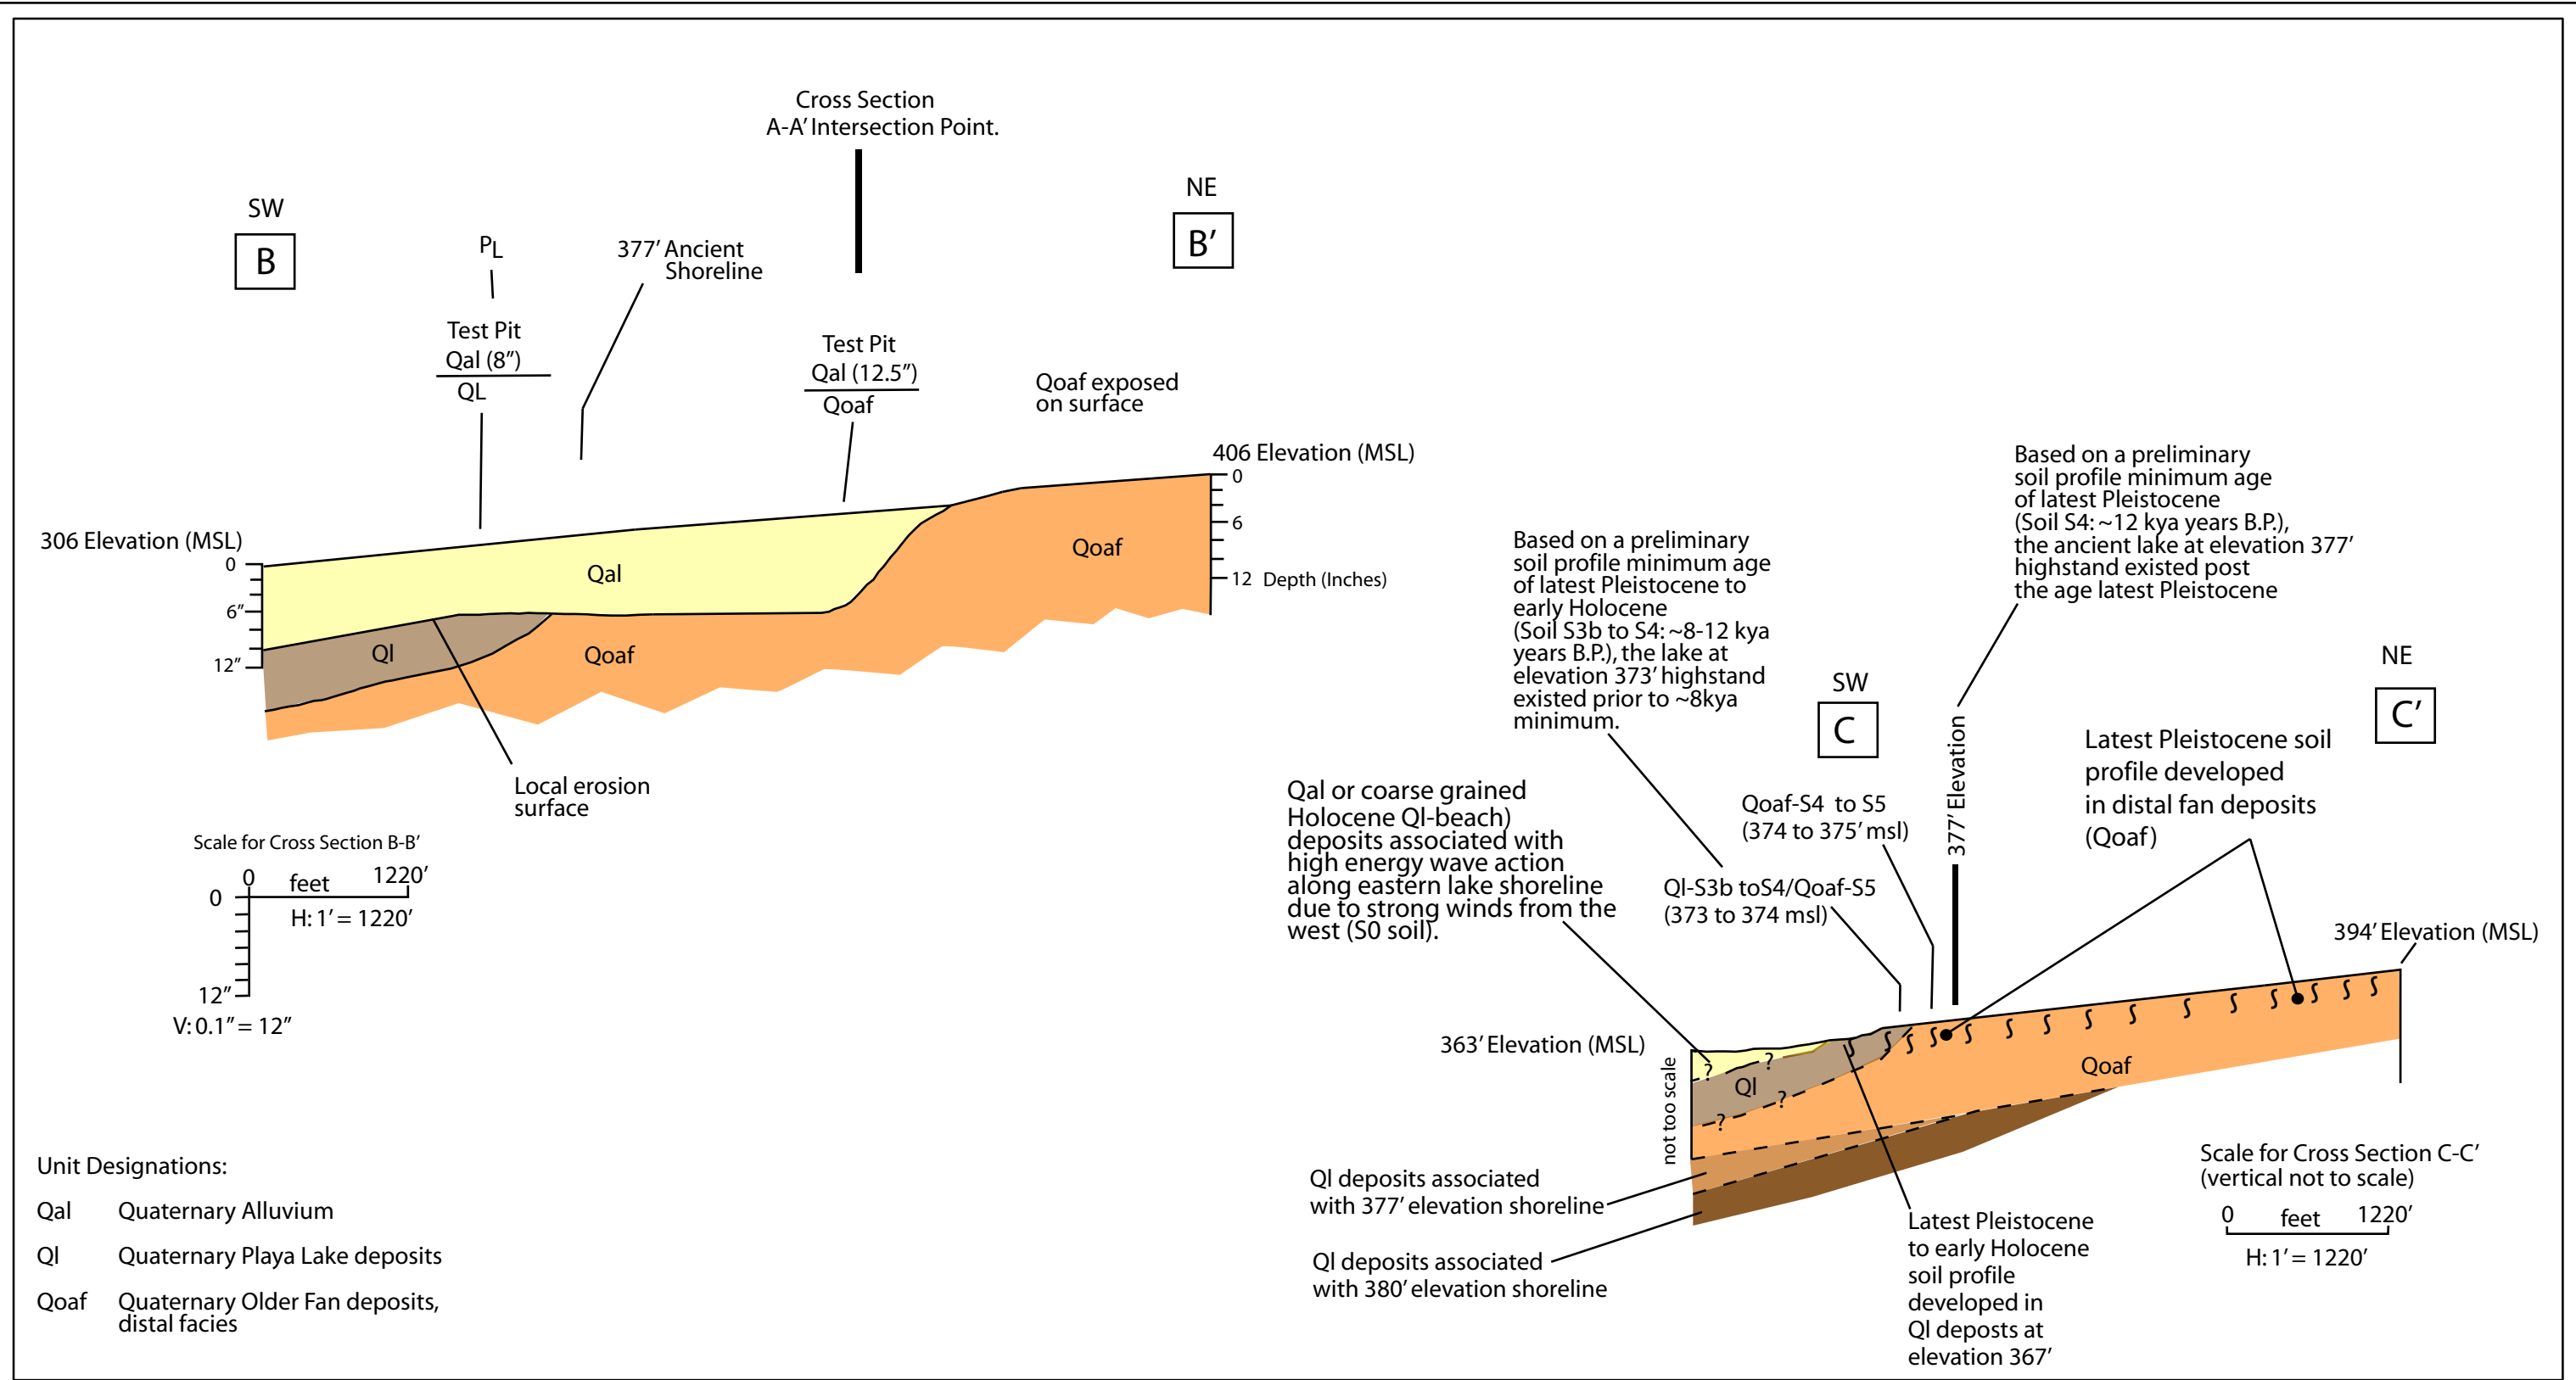 Cross Section
A-A’ Intersection Point.
SW
B
PL
377’ Ancient
Shoreline
NE
B’
Test Pit
Qal (8”)
QL
Test Pit
Qal (12.5”)
Qoaf
Qoaf exposed
on surface
406 Elevation (MSL)
0
6
12 Depth (Inches)
306 Elevation (MSL)
0
6”
12”
Qal
Qoaf
Ql
Qoaf
Local erosion
surface
Scale for Cross Section B-B’
0 feet 1220’
0
H: 1’ = 1220’
12”
V: 0.1” = 12”
Unit Designations:
Qal Quaternary Alluvium
Ql Quaternary Playa Lake deposits
Qoaf Quaternary Older Fan deposits,
distal facies
Based on a preliminary
soil profile minimum age
of latest Pleistocene to
early Holocene
(Soil S3b to S4: ~8-12 kya
years B.P.), the lake at
elevation 373’ highstand
existed prior to ~8kya
minimum.
Based on a preliminary
soil profile minimum age
of latest Pleistocene
(Soil S4: ~12 kya years B.P.),
the ancient lake at elevation 377’
highstand existed post
the age latest Pleistocene
SW
C
NE
C’
377’ Elevation
Latest Pleistocene soil
profile developed
in distal fan deposits
(Qoaf)
Qal or coarse grained
Holocene Ql-beach)
deposits associated with
high energy wave action
along eastern lake shoreline
due to strong winds from the
west (S0 soil).
Qoaf-S4 to S5
(374 to 375’ msl)
Ql-S3b toS4/Qoaf-S5
(373 to 374 msl)
394’ Elevation (MSL)
363’ Elevation (MSL)
not too scale
?
?
Ql
?
?
Qoaf
Ql deposits associated
with 377’ elevation shoreline
Ql deposits associated
with 380’ elevation shoreline
Latest Pleistocene
to early Holocene
soil profile
developed in
Ql deposts at
elevation 367’
Scale for Cross Section C-C’
(vertical not to scale)
0 feet 1220’
H: 1’ = 1220’